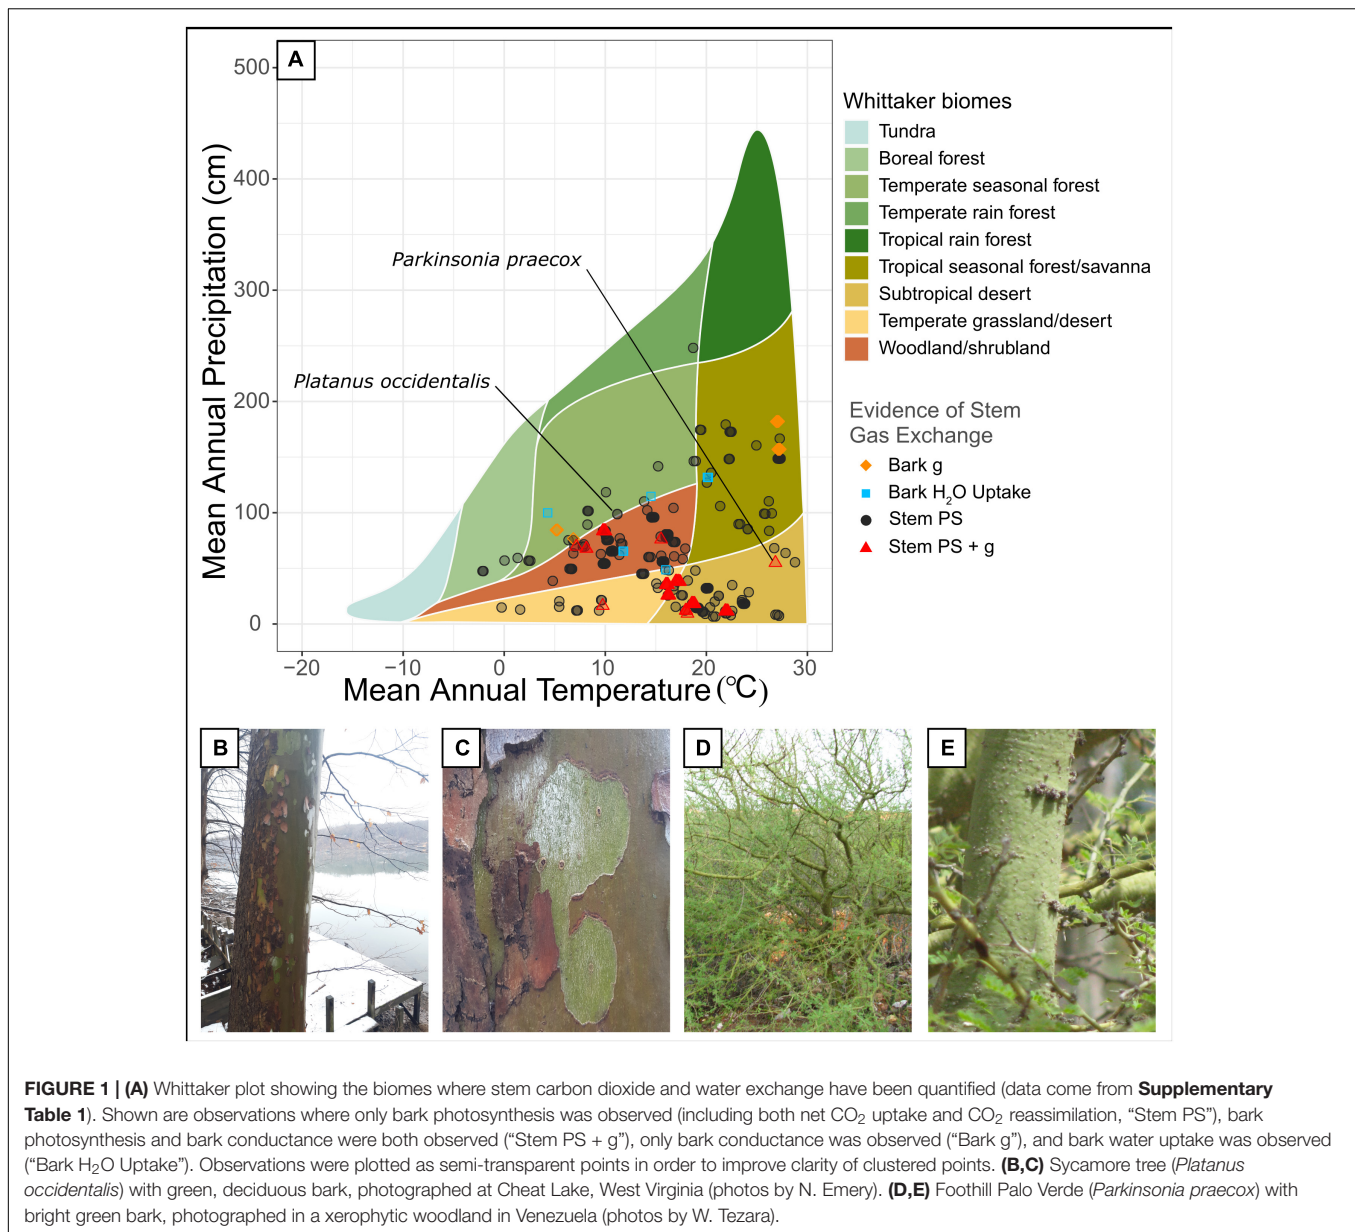 A
500
400
300
200
100
0
Mean Annual Precipitation (cm)
−20
−10
0
10
20
30
Mean Annual Temperature (°C)
Parkinsonia praecox
Platanus occidentalis
Whittaker biomes
Tundra
Boreal forest
Temperate seasonal forest
Temperate rain forest
Tropical rain forest
Tropical seasonal forest/savanna
Subtropical desert
Temperate grassland/desert
Woodland/shrubland
Evidence of Stem
Gas Exchange
Bark g
Bark H₂O Uptake
Stem PS
Stem PS + g
B
C
D
E
FIGURE 1 | (A) Whittaker plot showing the biomes where stem carbon dioxide and water exchange have been quantified (data come from Supplementary
Table 1). Shown are observations where only bark photosynthesis was observed (including both net CO₂ uptake and CO₂ reassimilation, “Stem PS”), bark
photosynthesis and bark conductance were both observed (“Stem PS + g”), only bark conductance was observed (“Bark g”), and bark water uptake was observed
(“Bark H₂O Uptake”). Observations were plotted as semi-transparent points in order to improve clarity of clustered points. (B,C) Sycamore tree (Platanus
occidentalis) with green, deciduous bark, photographed at Cheat Lake, West Virginia (photos by N. Emery). (D,E) Foothill Palo Verde (Parkinsonia praecox) with
bright green bark, photographed in a xerophytic woodland in Venezuela (photos by W. Tezara).